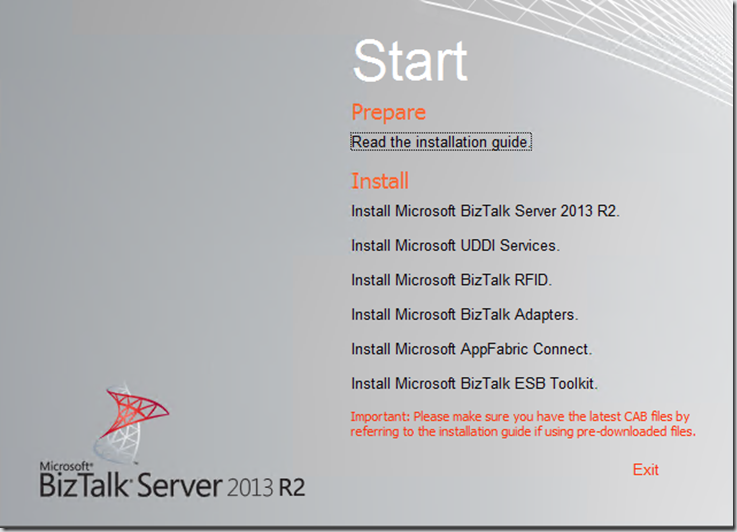 Start
Prepare
Read the installation guide.
Install
Install Microsoft BizTalk Server 2013 R2.
Install Microsoft UDDI Services.
Install Microsoft BizTalk RFID.
Install Microsoft BizTalk Adapters.
Install Microsoft AppFabric Connect.
Install Microsoft BizTalk ESB Toolkit.
Important: Please make sure you have the latest CAB files by
referring to the installation guide if using pre-downloaded files.
Exit
Microsoft®
BizTalk® Server 2013 R2